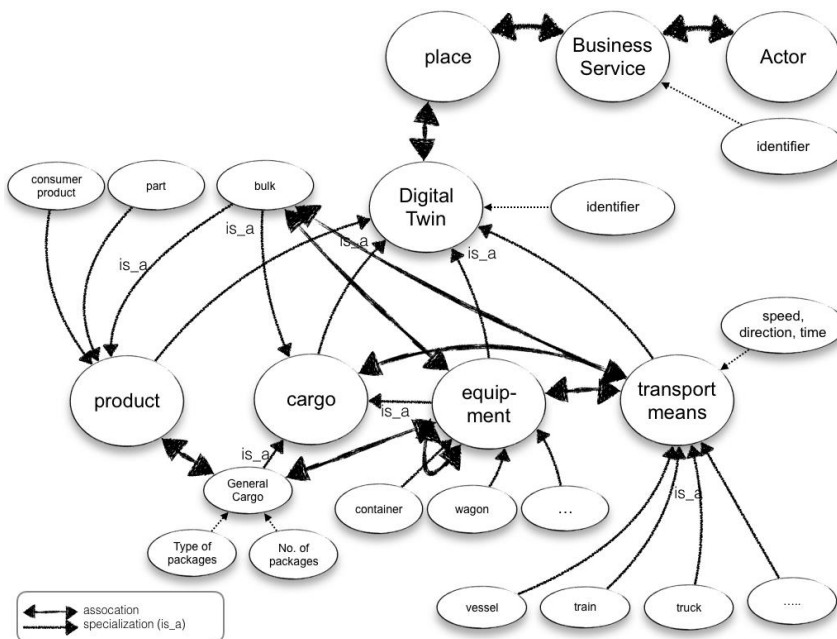 place
Business
Service
Actor
identifier
consumer
product
part
bulk
Digital
Twin
identifier
is_a
is_a
is_a
speed,
direction, time
product
cargo
equip-
ment
transport
means
is_a
is_a
General
Cargo
container
wagon
...
is_a
Type of
packages
No. of
packages
vessel
train
truck
.....
assocation
specialization (is_a)